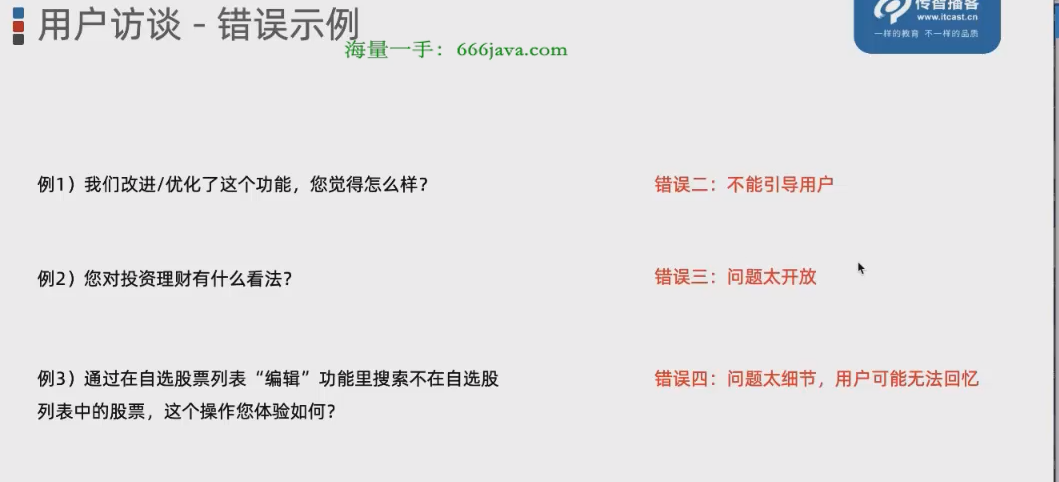 用户访谈 - 错误示例
传智播客
www.itcast.cn
一样的教育 不一样的品质
海量一手：666java.com
例1）我们改进/优化了这个功能，您觉得怎么样？
错误二：不能引导用户
例2）您对投资理财有什么看法？
错误三：问题太开放
例3）通过在自选股票列表“编辑”功能里搜索不在自选股
列表中的股票，这个操作您体验如何？
错误四：问题太细节，用户可能无法回忆